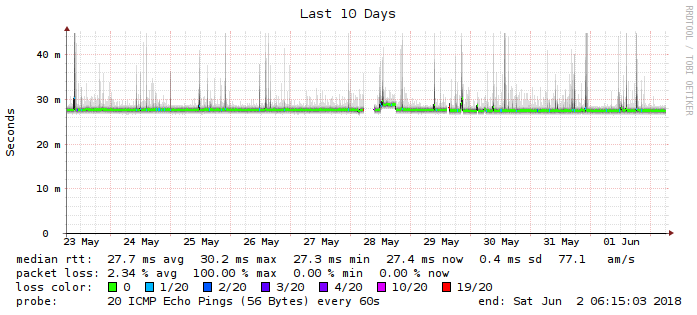 Last 10 Days
RRDTOOL / TOBI OETIKER
Seconds
40 m
30 m
20 m
10 m
0
23 May 24 May 25 May 26 May 27 May 28 May 29 May 30 May 31 May 01 Jun
median rtt: 27.7 ms avg 30.2 ms max 27.3 ms min 27.4 ms now 0.4 ms sd 77.1 am/s
packet loss: 2.34 % avg 100.00 % max 0.00 % min 0.00 % now
loss color: 0 1/20 2/20 3/20 4/20 10/20 19/20
probe: 20 ICMP Echo Pings (56 Bytes) every 60s end: Sat Jun 2 06:15:03 2018